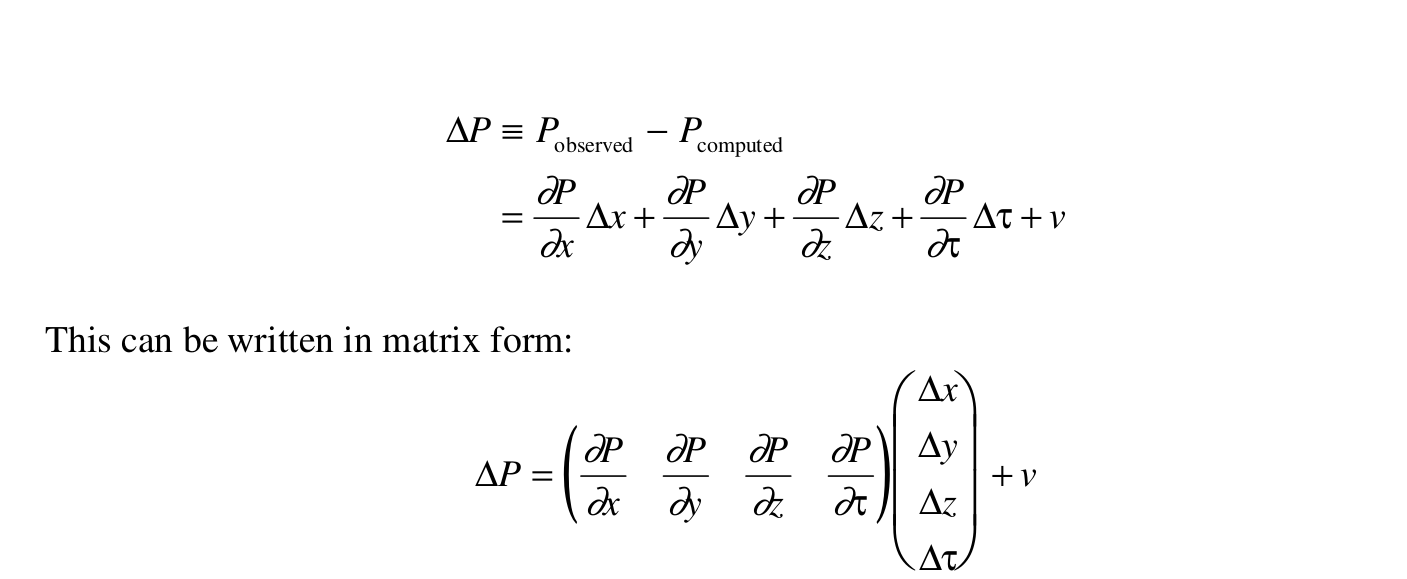 ΔP ≡ P_observed − P_computed
= ∂P/∂x Δx + ∂P/∂y Δy + ∂P/∂z Δz + ∂P/∂τ Δτ + v
This can be written in matrix form:
ΔP = (∂P/∂x ∂P/∂y ∂P/∂z ∂P/∂τ) (Δx Δy Δz Δτ) + v